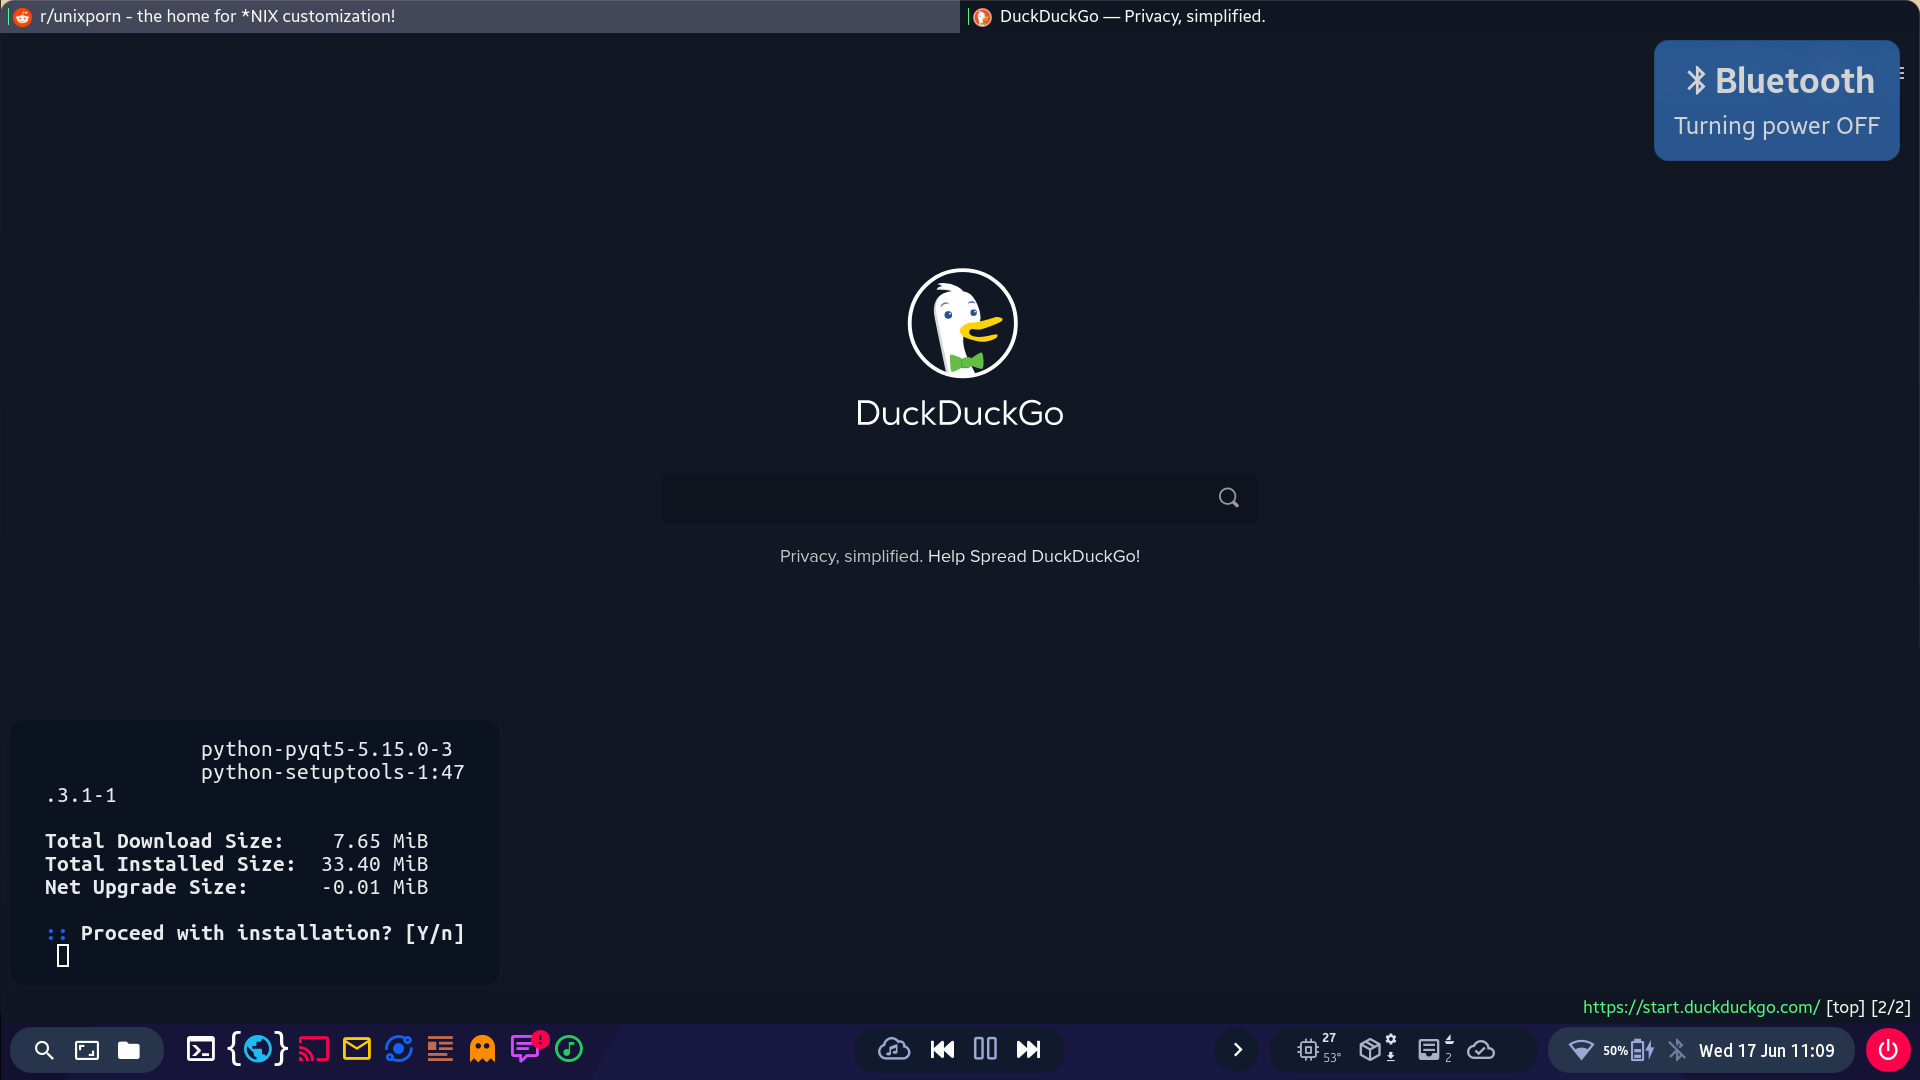 r/unixporn - the home for *NIX customization!
DuckDuckGo — Privacy, simplified.
Bluetooth
Turning power OFF
DuckDuckGo
Privacy, simplified. Help Spread DuckDuckGo!
python-pyqt5-5.15.0-3
python-setuptools-1:47
.3.1-1
Total Download Size: 7.65 MiB
Total Installed Size: 33.40 MiB
Net Upgrade Size: -0.01 MiB
:: Proceed with installation? [Y/n]
https://start.duckduckgo.com/ [top] [2/2]
27
53°
2
50%
Wed 17 Jun 11:09